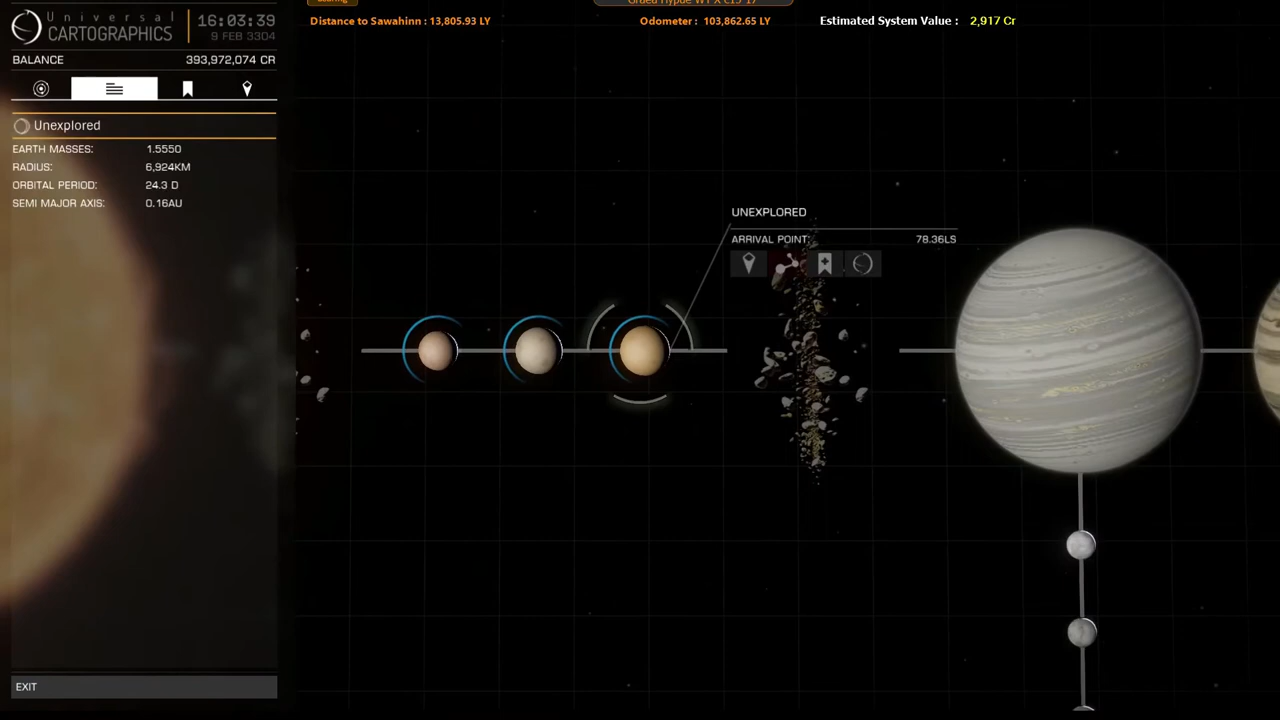 Distance to Sawahinn : 13,805.93 LY
Odometer : 103,862.65 LY
Estimated System Value : 2,917 Cr
Universal
CARTOGRAPHICS
16:03:39
9 FEB 3304
BALANCE 393,972,074 CR
Unexplored
EARTH MASSES: 1.5550
RADIUS: 6,924KM
ORBITAL PERIOD: 24.3 D
SEMI MAJOR AXIS: 0.16AU
UNEXPLORED
ARRIVAL POINT: 78.36LS
EXIT